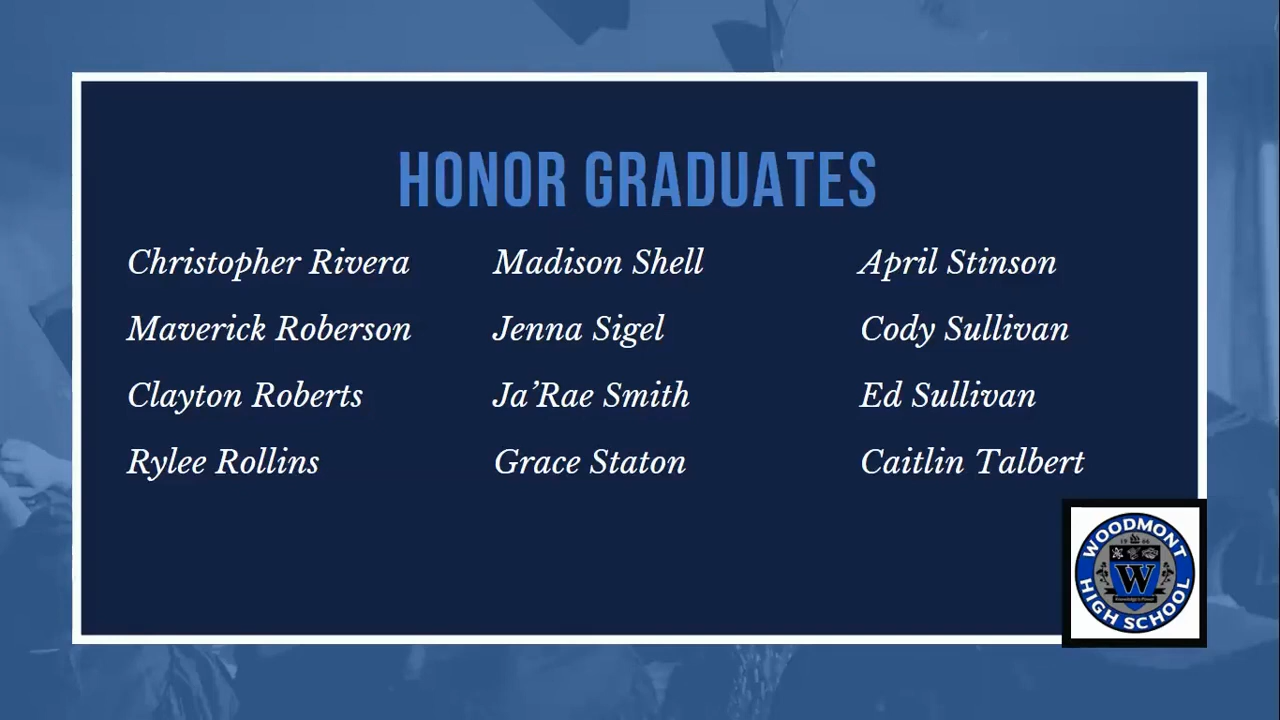 HONOR GRADUATES
Christopher Rivera
Maverick Roberson
Clayton Roberts
Rylee Rollins
Madison Shell
Jenna Sigel
Ja’Rae Smith
Grace Staton
April Stinson
Cody Sullivan
Ed Sullivan
Caitlin Talbert
WOODMONT
W
HIGH SCHOOL